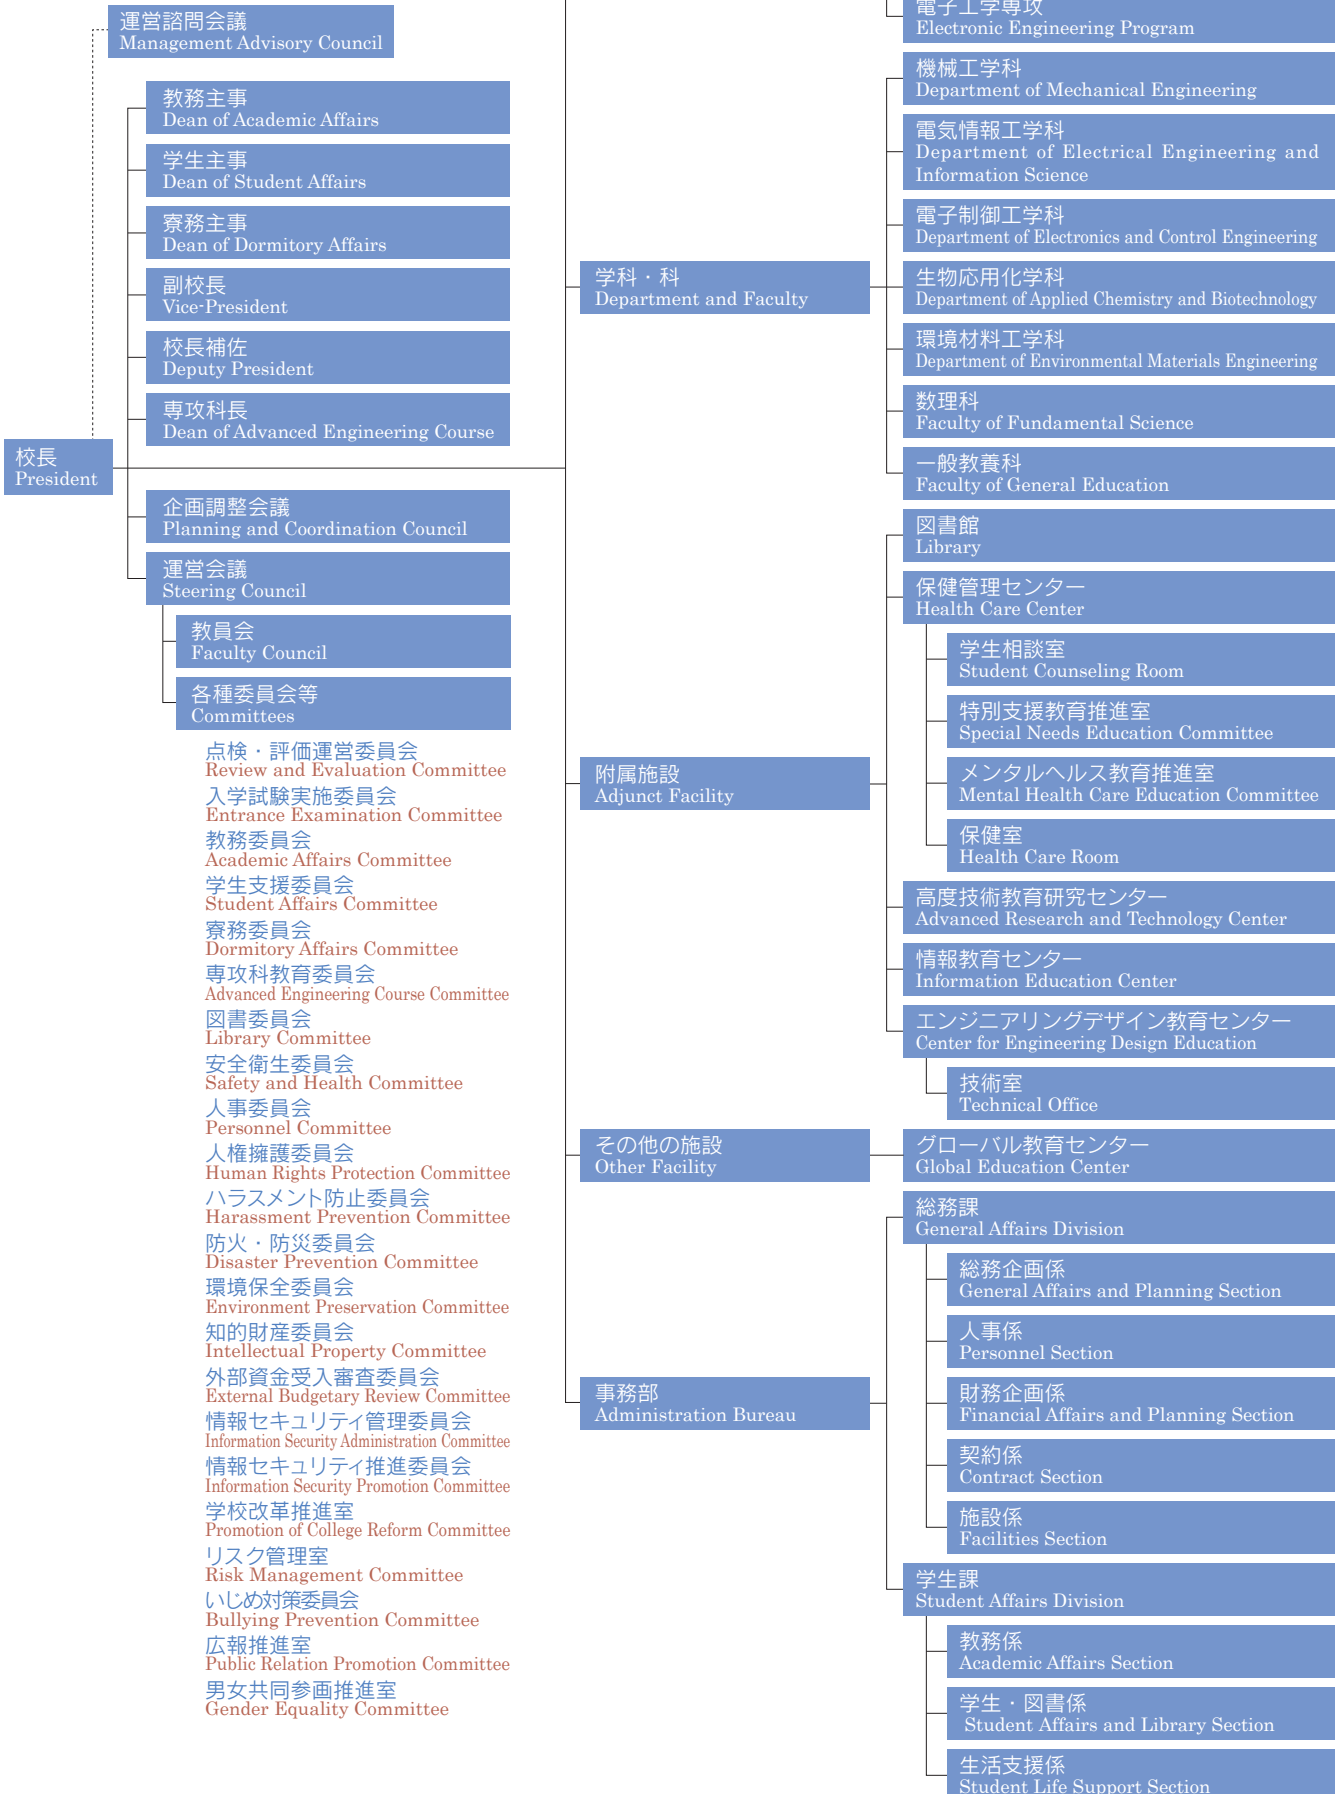 運営諮問会議
Management Advisory Council
教務主事
Dean of Academic Affairs
学生主事
Dean of Student Affairs
寮務主事
Dean of Dormitory Affairs
副校長
Vice-President
校長補佐
Deputy President
専攻科長
Dean of Advanced Engineering Course
校長
President
企画調整会議
Planning and Coordination Council
運営会議
Steering Council
教員会
Faculty Council
各種委員会等
Committees
点検・評価運営委員会
Review and Evaluation Committee
入学試験実施委員会
Entrance Examination Committee
教務委員会
Academic Affairs Committee
学生支援委員会
Student Affairs Committee
寮務委員会
Dormitory Affairs Committee
専攻科教育委員会
Advanced Engineering Course Committee
図書委員会
Library Committee
安全衛生委員会
Safety and Health Committee
人事委員会
Personnel Committee
人権擁護委員会
Human Rights Protection Committee
ハラスメント防止委員会
Harassment Prevention Committee
防火・防災委員会
Disaster Prevention Committee
環境保全委員会
Environment Preservation Committee
知的財産委員会
Intellectual Property Committee
外部資金受入審査委員会
External Budgetary Review Committee
情報セキュリティ管理委員会
Information Security Administration Committee
情報セキュリティ推進委員会
Information Security Promotion Committee
学校改革推進室
Promotion of College Reform Committee
リスク管理室
Risk Management Committee
いじめ対策委員会
Bullying Prevention Committee
広報推進室
Public Relation Promotion Committee
男女共同参画推進室
Gender Equality Committee
学科・科
Department and Faculty
附属施設
Adjunct Facility
その他の施設
Other Facility
事務部
Administration Bureau
電子工学専攻
Electronic Engineering Program
機械工学科
Department of Mechanical Engineering
電気情報工学科
Department of Electrical Engineering and
Information Science
電子制御工学科
Department of Electronics and Control Engineering
生物応用化学科
Department of Applied Chemistry and Biotechnology
環境材料工学科
Department of Environmental Materials Engineering
数理科
Faculty of Fundamental Science
一般教養科
Faculty of General Education
図書館
Library
保健管理センター
Health Care Center
学生相談室
Student Counseling Room
特別支援教育推進室
Special Needs Education Committee
メンタルヘルス教育推進室
Mental Health Care Education Committee
保健室
Health Care Room
高度技術教育研究センター
Advanced Research and Technology Center
情報教育センター
Information Education Center
エンジニアリングデザイン教育センター
Center for Engineering Design Education
技術室
Technical Office
グローバル教育センター
Global Education Center
総務課
General Affairs Division
総務企画係
General Affairs and Planning Section
人事係
Personnel Section
財務企画係
Financial Affairs and Planning Section
契約係
Contract Section
施設係
Facilities Section
学生課
Student Affairs Division
教務係
Academic Affairs Section
学生・図書係
Student Affairs and Library Section
生活支援係
Student Life Support Section